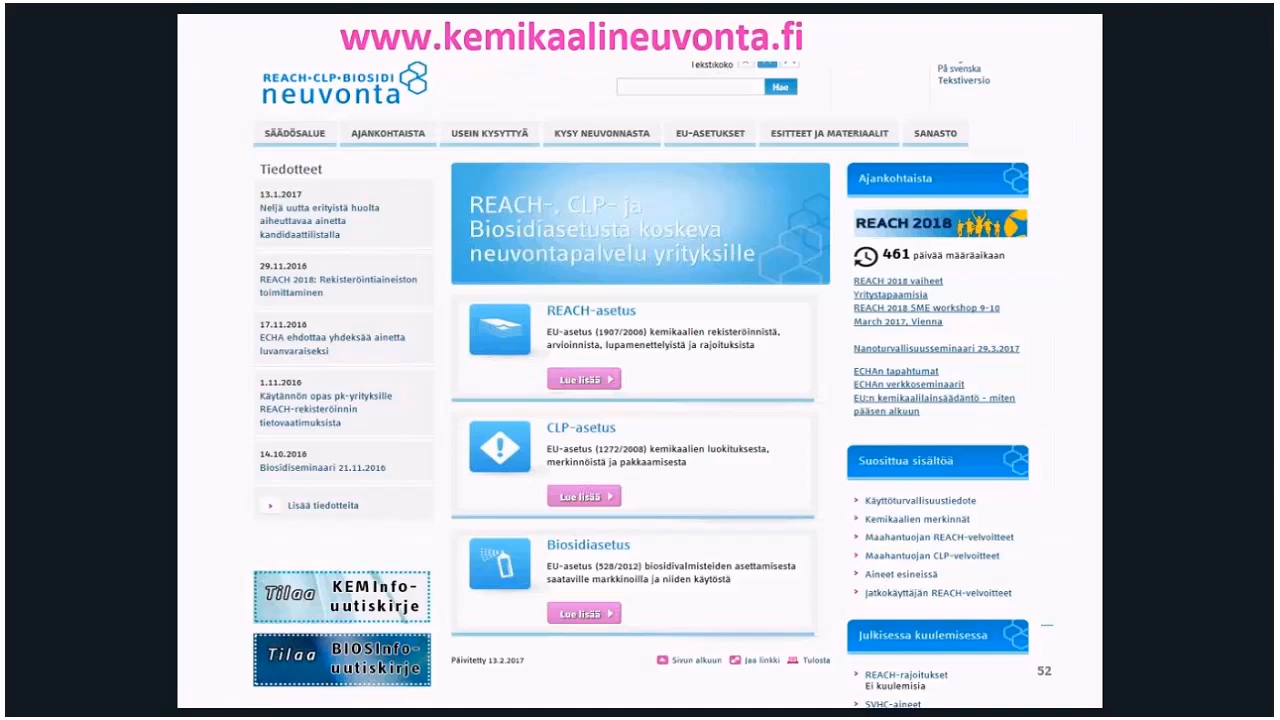 www.kemikaalineuvonta.fi
REACH•CLP•BIOSIDI
neuvonta
Tekstikoko
Hae
På svenska
Tekstiversio
SÄÄDÖSALUE
AJANKOHTAISTA
USEIN KYSYTTYÄ
KYSY NEUVONNASTA
EU-ASETUKSET
ESITTEET JA MATERIAALIT
SANASTO
Tiedotteet
13.1.2017
Neljä uutta erityistä huolta
aiheuttavaa ainetta
kandidaattilistalla
29.11.2016
REACH 2018: Rekisteröintiaineiston
toimittaminen
17.11.2016
ECHA ehdottaa yhdeksää ainetta
luvanvaraiseksi
1.11.2016
Käytännön opas pk-yrityksille
REACH-rekisteröinnin
tietovaatimuksista
14.10.2016
Biosidiseminaari 21.11.2016
Lisää tiedotteita
Tilaa KEMInfo-
uutiskirje
Tilaa BIOSInfo-
uutiskirje
REACH-, CLP- ja
Biosidiasetusta koskeva
neuvontapalvelu yrityksille
REACH-asetus
EU-asetus (1907/2006) kemikaalien rekisteröinnistä,
arvioinnista, lupamenettelyistä ja rajoituksista
Lue lisää
CLP-asetus
EU-asetus (1272/2008) kemikaalien luokituksesta,
merkinnöistä ja pakkaamisesta
Lue lisää
Biosidiasetus
EU-asetus (528/2012) biosidivalmisteiden asettamisesta
saataville markkinoilla ja niiden käytöstä
Lue lisää
Päivitetty 13.2.2017
Sivun alkuun
Jaa linkki
Tulosta
Ajankohtaista
REACH 2018
461 päivää määräaikaan
REACH 2018 vaiheet
Yritystapaamisia
REACH 2018 SME workshop 9-10
March 2017, Vienna
Nanoturvallisuusseminaari 29.3.2017
ECHAn tapahtumat
ECHAn verkkoseminaarit
EU:n kemikaalilainsäädäntö - miten
pääsen alkuun
Suosittua sisältöä
Käyttöturvallisuustiedote
Kemikaalien merkinnät
Maahantuojan REACH-velvoitteet
Maahantuojan CLP-velvoitteet
Aineet esineissä
Jatkokäyttäjän REACH-velvoitteet
Julkisessa kuulemisessa
REACH-rajoitukset
Ei kuulemisia
SVHC-aineet
52